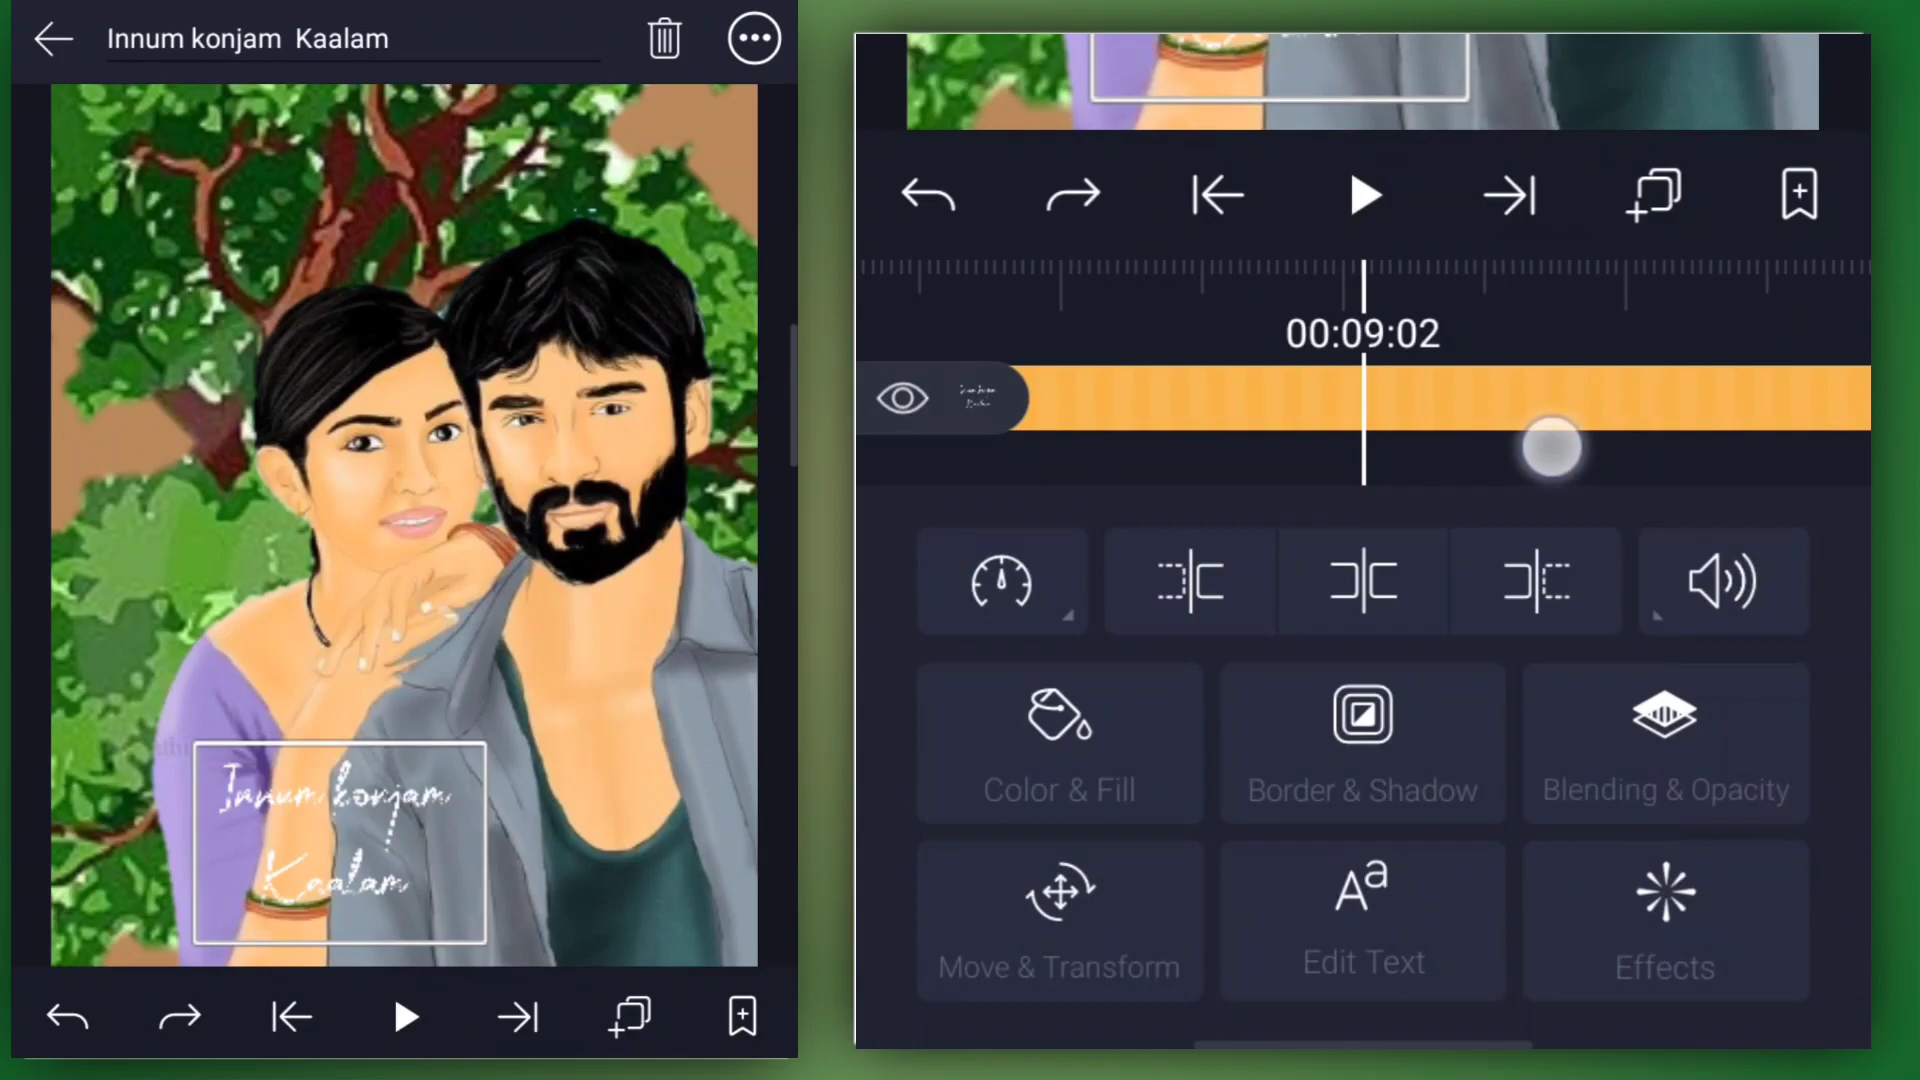 Innum konjam Kaalam
Innum konjam
Kaalam
00:09:02
Color & Fill
Border & Shadow
Blending & Opacity
Move & Transform
Aa
Edit Text
Effects